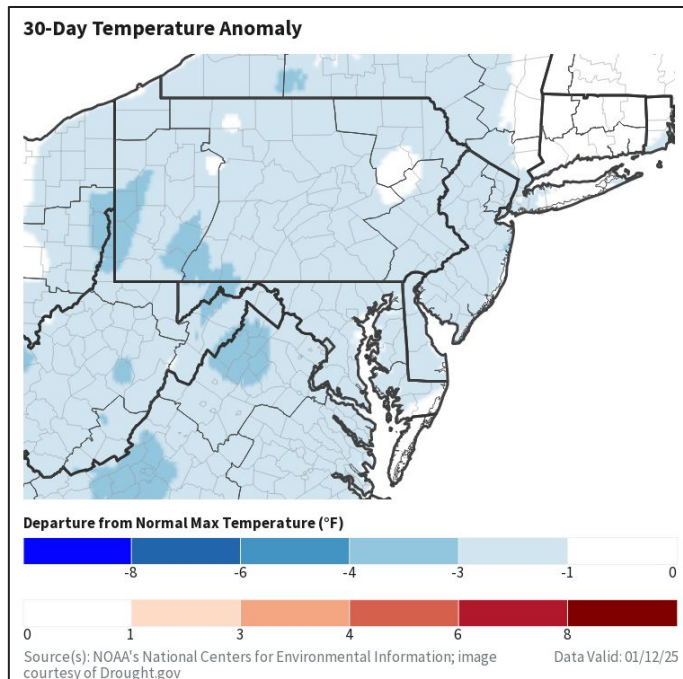 30-Day Temperature Anomaly
Departure from Normal Max Temperature (°F)
-8 -6 -4 -3 -1 0
0 1 3 4 6 8
Source(s): NOAA's National Centers for Environmental Information; image Data Valid: 01/12/25
courtesy of Drought.gov